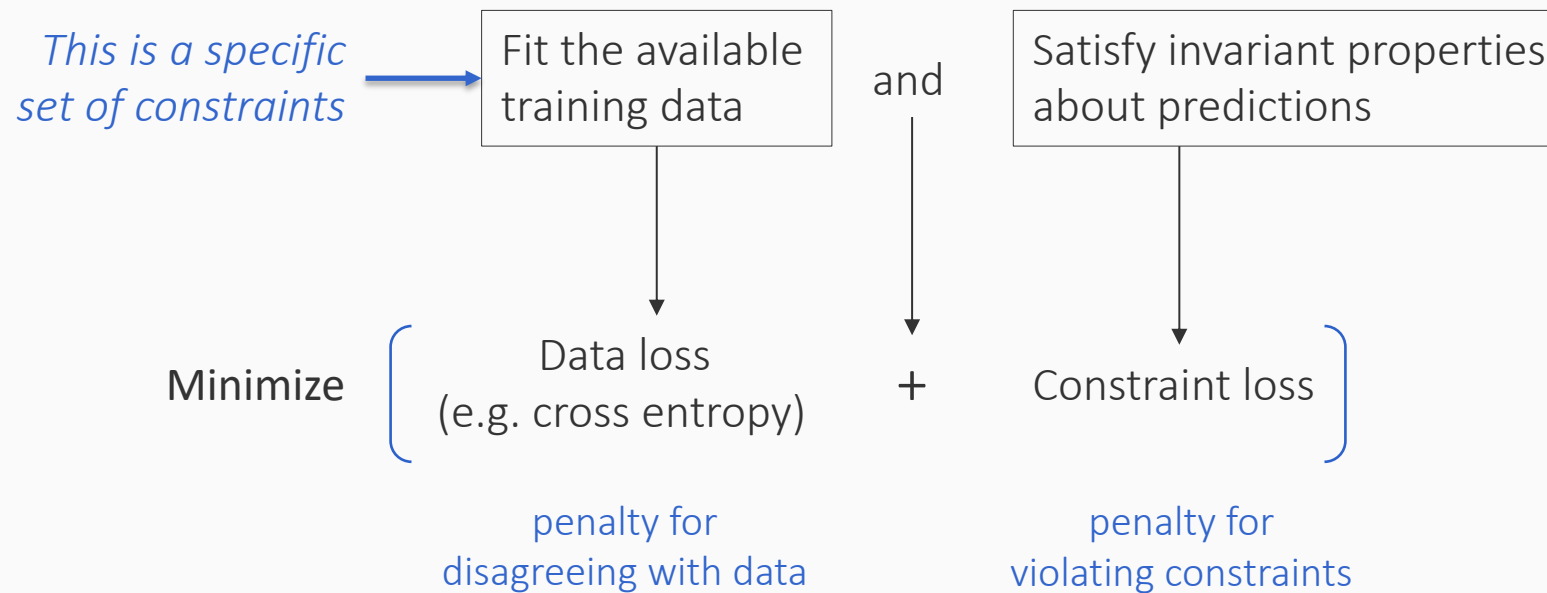 This is a specific
set of constraints
Fit the available
training data
and
Satisfy invariant properties
about predictions
Minimize
Data loss
(e.g. cross entropy)
+
Constraint loss
penalty for
disagreeing with data
penalty for
violating constraints